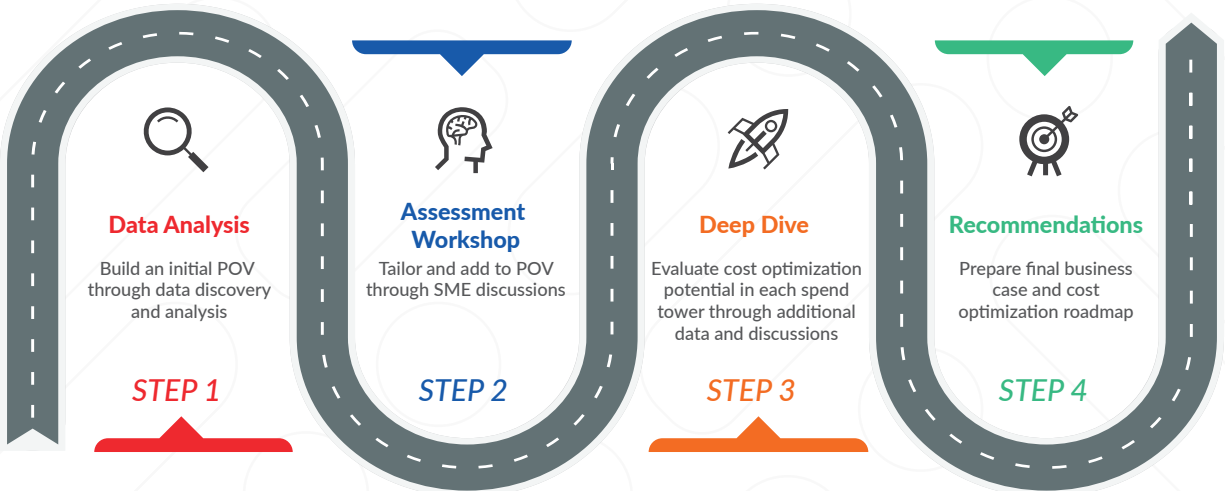 Data Analysis
Build an initial POV
through data discovery
and analysis
STEP 1
Assessment
Workshop
Tailor and add to POV
through SME discussions
STEP 2
Deep Dive
Evaluate cost optimization
potential in each spend
tower through additional
data and discussions
STEP 3
Recommendations
Prepare final business
case and cost
optimization roadmap
STEP 4